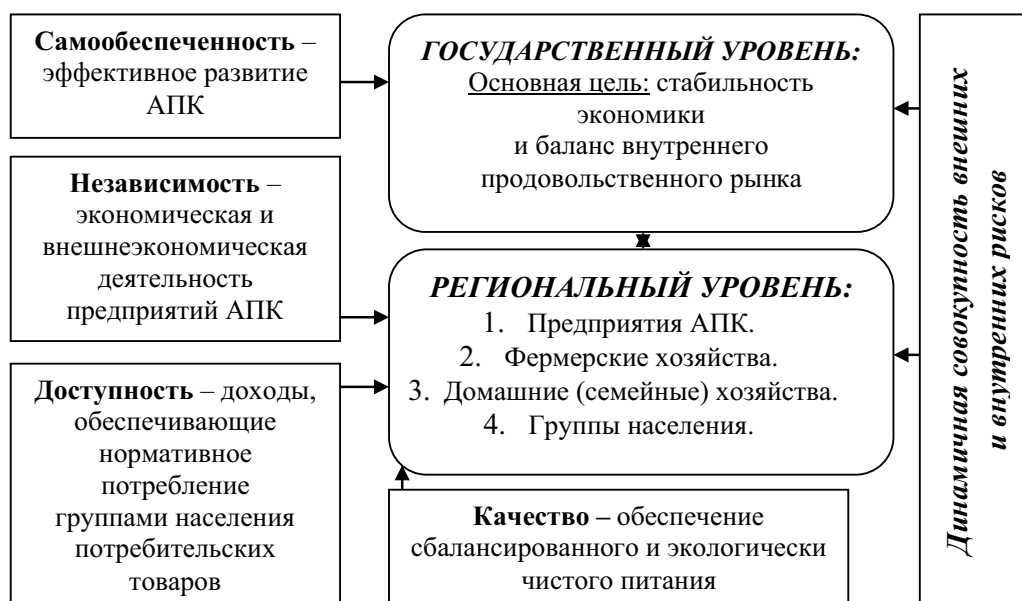 Самообеспеченность –
эффективное развитие
АПК
Независимость –
экономическая и
внешнеэкономическая
деятельность
предприятий АПК
Доступность – доходы,
обеспечивающие
нормативное
потребление
группами населения
потребительских
товаров
ГОСУДАРСТВЕННЫЙ УРОВЕНЬ:
Основная цель: стабильность
экономики
и баланс внутреннего
продовольственного рынка
РЕГИОНАЛЬНЫЙ УРОВЕНЬ:
1. Предприятия АПК.
2. Фермерские хозяйства.
3. Домашние (семейные) хозяйства.
4. Группы населения.
Качество – обеспечение
сбалансированного и экологически
чистого питания
Динамичная совокупность внешних
и внутренних рисков